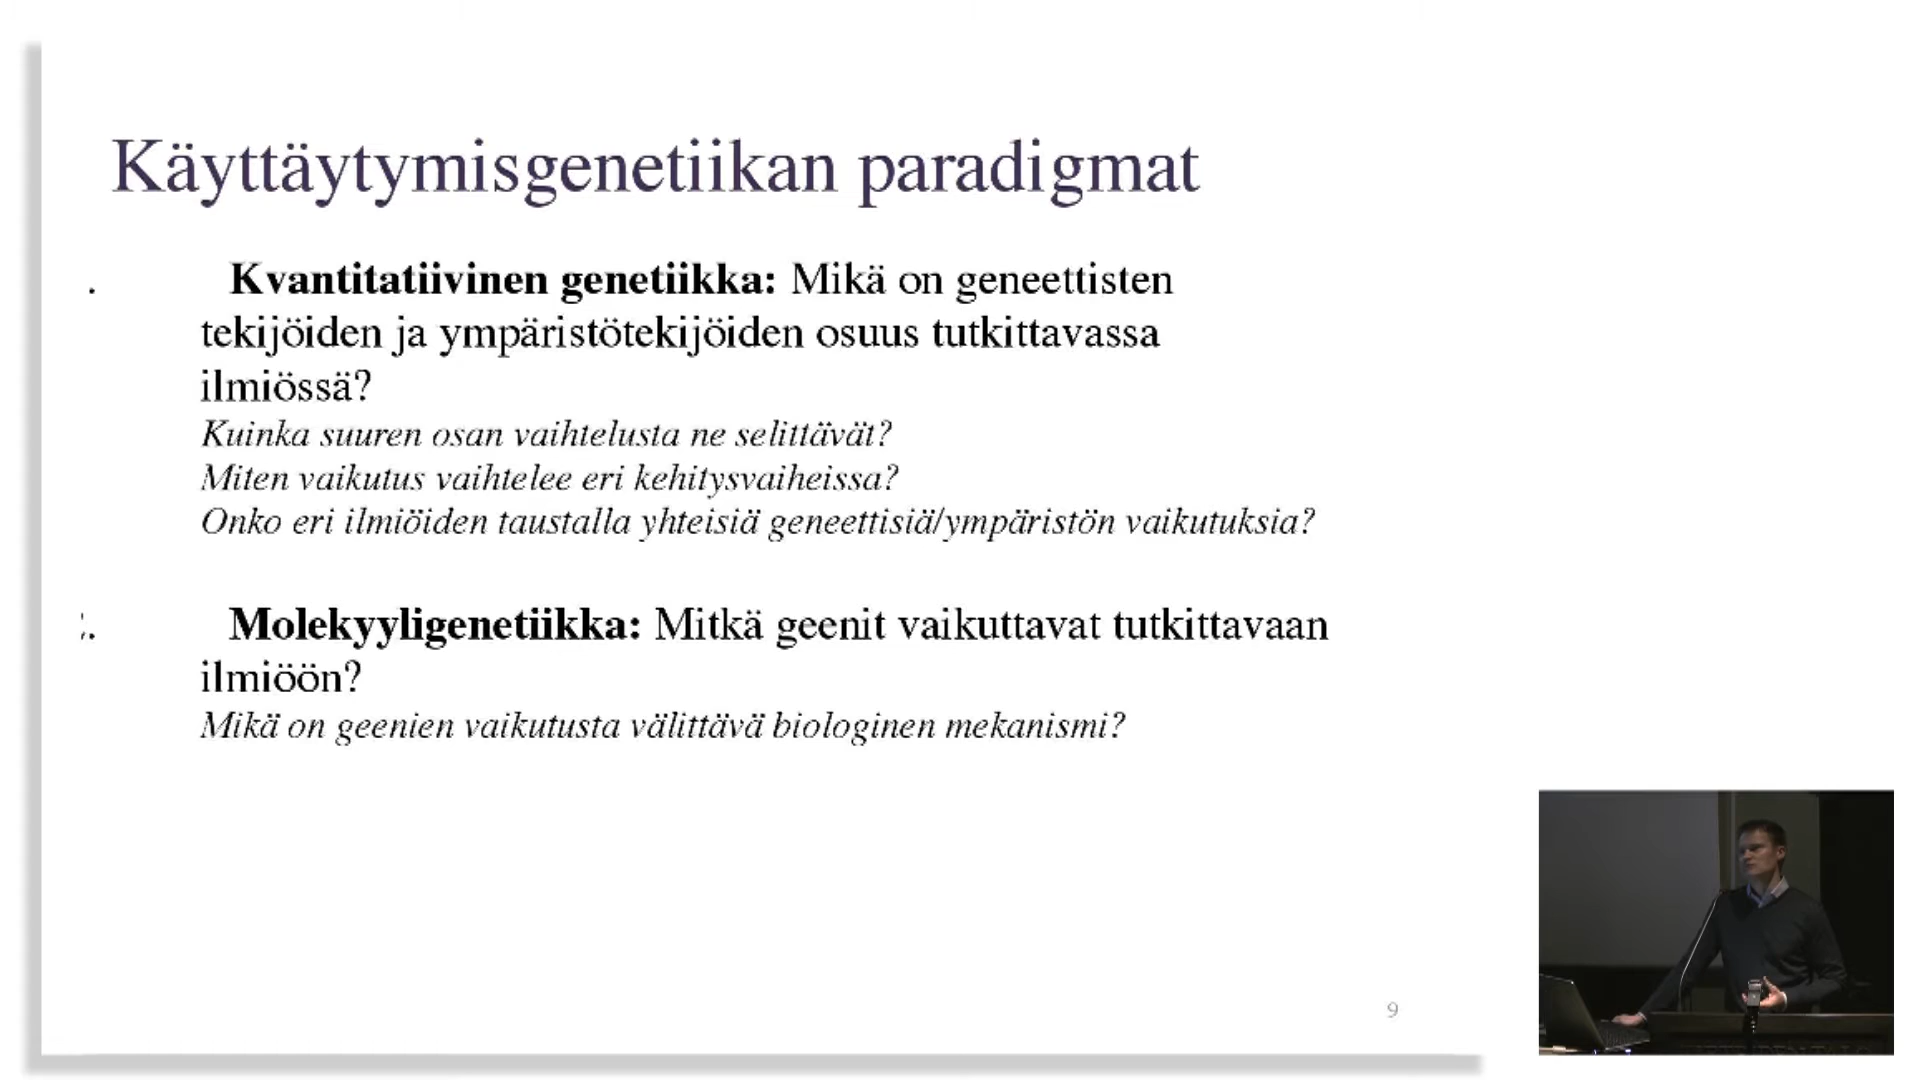 Käyttäytymisgenetiikan paradigmat
. Kvantitatiivinen genetiikka: Mikä on geneettisten
tekijöiden ja ympäristötekijöiden osuus tutkittavassa
ilmiössä?
Kuinka suuren osan vaihtelusta ne selittävät?
Miten vaikutus vaihtelee eri kehitysvaiheissa?
Onko eri ilmiöiden taustalla yhteisiä geneettisiä/ympäristön vaikutuksia?
. Molekyyligenetiikka: Mitkä geenit vaikuttavat tutkittavaan
ilmiöön?
Mikä on geenien vaikutusta välittävä biologinen mekanismi?
9